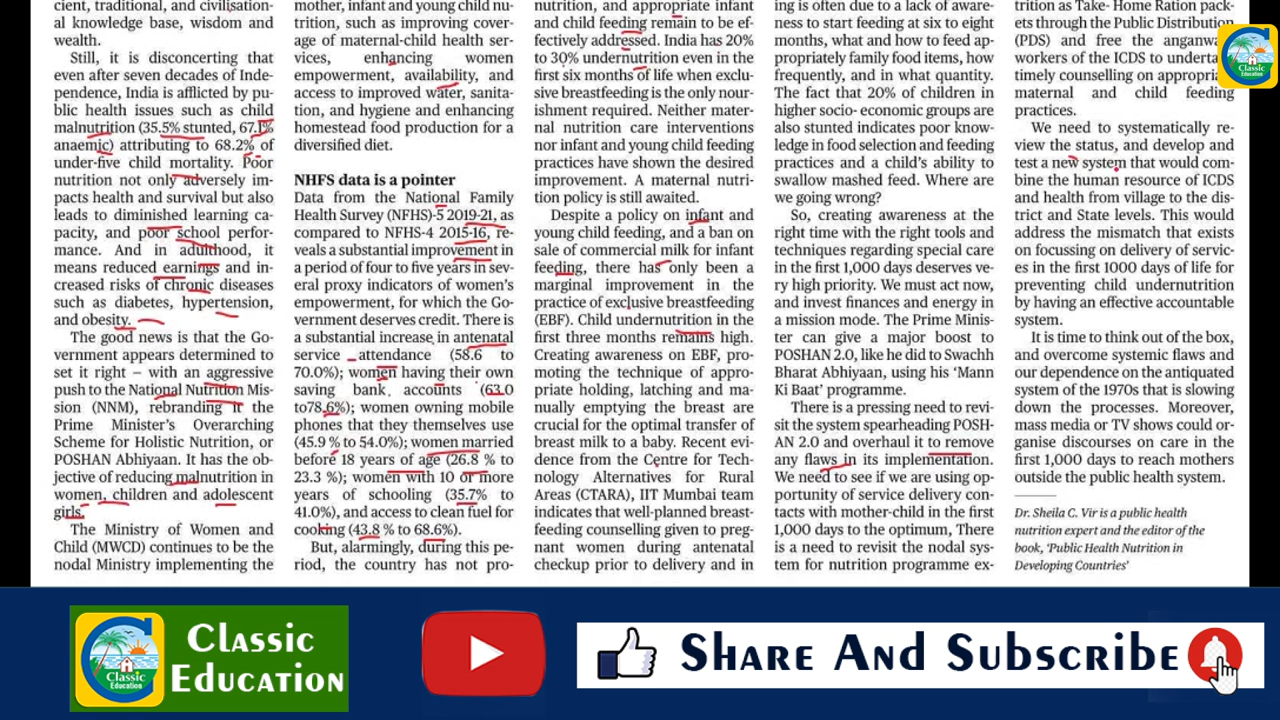 cient, traditional, and civilisation-
al knowledge base, wisdom and
wealth.
Still, it is disconcerting that
even after seven decades of Inde-
pendence, India is afflicted by pu-
blic health issues such as child
malnutrition (35.5% stunted, 67.1%
anaemic) attributing to 68.2% of
under-five child mortality. Poor
nutrition not only adversely im-
pacts health and survival but also
leads to diminished learning ca-
pacity, and poor school perfor-
mance. And in adulthood, it
means reduced earnings and in-
creased risks of chronic diseases
such as diabetes, hypertension,
and obesity.
The good news is that the Go-
vernment appears determined to
set it right – with an aggressive
push to the National Nutrition Mis-
sion (NNM), rebranding it the
Prime Minister's Overarching
Scheme for Holistic Nutrition, or
POSHAN Abhiyaan. It has the ob-
jective of reducing malnutrition in
women, children and adolescent
girls.
The Ministry of Women and
Child (MWCD) continues to be the
nodal Ministry implementing the
mother, infant and young child nu-
trition, such as improving cover-
age of maternal-child health ser-
vices, enhancing women
empowerment, availability, and
access to improved water, sanita-
tion, and hygiene and enhancing
homestead food production for a
diversified diet.
NHFS data is a pointer
Data from the National Family
Health Survey (NFHS)-5 2019-21, as
compared to NFHS-4 2015-16, re-
veals a substantial improvement in
a period of four to five years in sev-
eral proxy indicators of women's
empowerment, for which the Go-
vernment deserves credit. There is
a substantial increase in antenatal
service attendance (58.6 to
70.0%); women having their own
saving bank accounts (63.0
to78.6%); women owning mobile
phones that they themselves use
(45.9 % to 54.0%); women married
before 18 years of age (26.8 % to
23.3 %); women with 10 or more
years of schooling (35.7% to
41.0%), and access to clean fuel for
cooking (43.8 % to 68.6%).
But, alarmingly, during this pe-
riod, the country has not pro-
nutrition, and appropriate infant
and child feeding remain to be ef-
fectively addressed. India has 20%
to 30% undernutrition even in the
first six months of life when exclu-
sive breastfeeding is the only nour-
ishment required. Neither mater-
nal nutrition care interventions
nor infant and young child feeding
practices have shown the desired
improvement. A maternal nutri-
tion policy is still awaited.
Despite a policy on infant and
young child feeding, and a ban on
sale of commercial milk for infant
feeding, there has only been a
marginal improvement in the
practice of exclusive breastfeeding
(EBF). Child undernutrition in the
first three months remains high.
Creating awareness on EBF, pro-
moting the technique of appro-
priate holding, latching and ma-
nually emptying the breast are
crucial for the optimal transfer of
breast milk to a baby. Recent evi-
dence from the Centre for Tech-
nology Alternatives for Rural
Areas (CTARA), IIT Mumbai team
indicates that well-planned breast-
feeding counselling given to preg-
nant women during antenatal
checkup prior to delivery and in
ing is often due to a lack of aware-
ness to start feeding at six to eight
months, what and how to feed ap-
propriately family food items, how
frequently, and in what quantity.
The fact that 20% of children in
higher socio- economic groups are
also stunted indicates poor know-
ledge in food selection and feeding
practices and a child's ability to
swallow mashed feed. Where are
we going wrong?
So, creating awareness at the
right time with the right tools and
techniques regarding special care
in the first 1,000 days deserves ve-
ry high priority. We must act now,
and invest finances and energy in
a mission mode. The Prime Minis-
ter can give a major boost to
POSHAN 2.0, like he did to Swachh
Bharat Abhiyaan, using his 'Mann
Ki Baat' programme.
There is a pressing need to revi-
sit the system spearheading POSH-
AN 2.0 and overhaul it to remove
any flaws in its implementation.
We need to see if we are using op-
portunity of service delivery con-
tacts with mother-child in the first
1,000 days to the optimum, There
is a need to revisit the nodal sys-
tem for nutrition programme ex-
trition as Take- Home Ration pack-
ets through the Public Distribution
(PDS) and free the
workers of the ICDS to
timely counselling on
maternal and child feeding
practices.
We need to systematically re-
view the status, and develop and
test a new system that would com-
bine the human resource of ICDS
and health from village to the dis-
trict and State levels. This would
address the mismatch that exists
on focussing on delivery of servic-
es in the first 1000 days of life for
preventing child undernutrition
by having an effective accountable
system.
It is time to think out of the box,
and overcome systemic flaws and
our dependence on the antiquated
system of the 1970s that is slowing
down the processes. Moreover,
mass media or TV shows could or-
ganise discourses on care in the
first 1,000 days to reach mothers
outside the public health system.
Dr. Sheila C. Vir is a public health
nutrition expert and the editor of the
book, 'Public Health Nutrition in
Developing Countries'
Classic
Education
Classic
Education
Classic
Education
Share And Subscribe